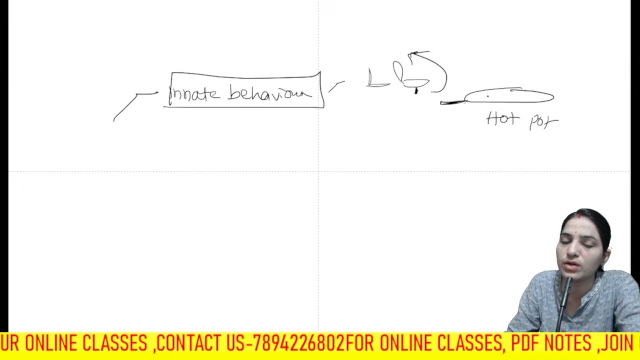 Innate behaviour
Hot pot
UR ONLINE CLASSES ,CONTACT US-7894226802FOR ONLINE CLASSES, PDF NOTES ,JOIN